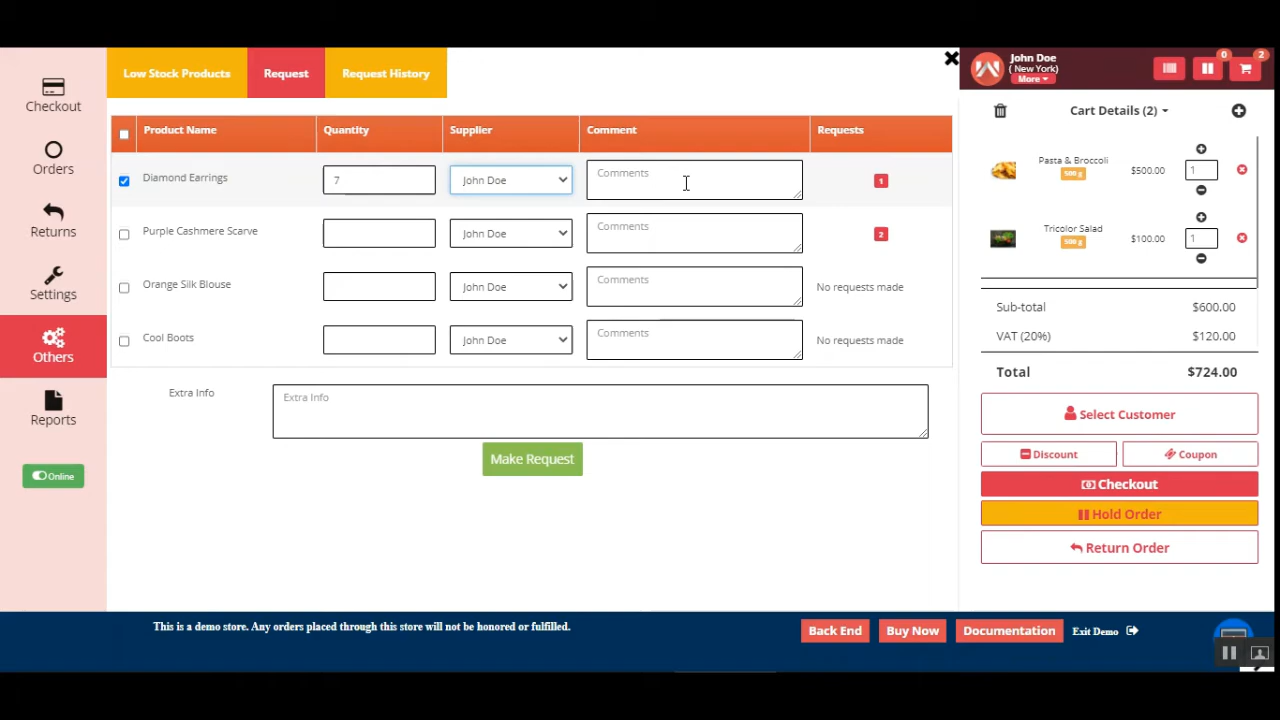 Low Stock Products
Request
Request History
John Doe
( New York)
More
0
2
Checkout
Orders
Returns
Settings
Others
Reports
Online
Product Name
Quantity
Supplier
Comment
Requests
Diamond Earrings
7
John Doe
Comments
1
Purple Cashmere Scarve
John Doe
Comments
2
Orange Silk Blouse
John Doe
Comments
No requests made
Cool Boots
John Doe
Comments
No requests made
Extra Info
Extra Info
Make Request
Cart Details (2)
Pasta & Broccoli
500 g
$500.00
1
Tricolor Salad
500 g
$100.00
1
Sub-total
$600.00
VAT (20%)
$120.00
Total
$724.00
Select Customer
Discount
Coupon
Checkout
Hold Order
Return Order
This is a demo store. Any orders placed through this store will not be honored or fulfilled.
Back End
Buy Now
Documentation
Exit Demo